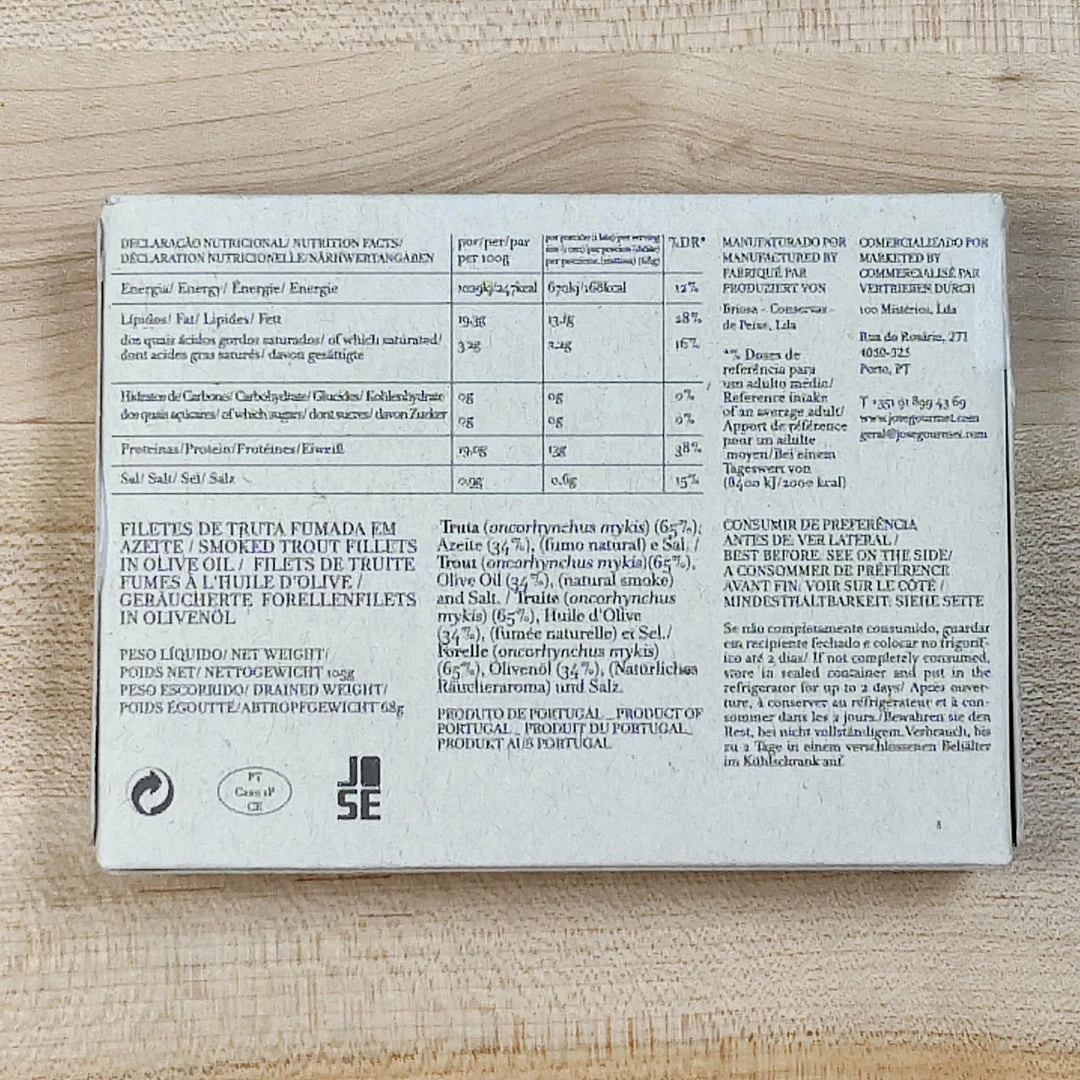 DECLARAÇÃO NUTRICIONAL/ NUTRITION FACTS/
DÉCLARATION NUTRICIONELLE/NÄRHWERTANGABEN
por/per/par
per 100g
%DR*
Energia/ Energy/ Énergie/ Energie
1029kj/247kcal
670kj/168kcal
12%
Lípidos/ Fat/ Lipides/ Fett
19,3g
18%
dos quais ácidos gordos saturados/ of which saturated/
dont acides gras saturés/ davon gesättigte
3,2g
2,2g
16%
Hidratos de Carbono/ Carbohydrate/ Glucides/ Kohlenhydrate
0g
0g
0%
dos quais açúcares/ of which sugars/ dont sucres/ davon Zucker
0g
0g
0%
Proteínas/Protein/Protéines/Eiweiß
13g
38%
Sal/ Salt/ Sel/ Salz
0,9g
0,6g
15%
MANUFATURADO POR
MANUFACTURED BY
FABRIQUÉ PAR
PRODUZIERT VON
Briosa - Conservas
de Peixe, Lda
*% Doses de
referência para
um adulto médio/
Reference intake
of an average adult/
Apport de référence
pour un adulte
moyen/Bei einem
Tageswert von
(8400 kJ/2000 kcal)
COMERCIALIZADO POR
MARKETED BY
COMMERCIALISÉ PAR
VERTRIEBEN DURCH
100 Mistérios, Lda
Rua do Rosário, 271
4050-525
Porto, PT
T +351 91 899 43 69
www.josegourmet.com
geral@josegourmet.com
FILETES DE TRUTA FUMADA EM
AZEITE / SMOKED TROUT FILLETS
IN OLIVE OIL / FILETS DE TRUITE
FUMÉS À L'HUILE D'OLIVE /
GERÄUCHERTE FORELLENFILETS
IN OLIVENÖL
PESO LÍQUIDO/ NET WEIGHT/
POIDS NET/ NETTOGEWICHT 105g
PESO ESCORRIDO/ DRAINED WEIGHT/
POIDS ÉGOUTTÉ/ABTROPFGEWICHT 68g
Truta (oncorhynchus mykis) (65%),
Azeite (34%), (fumo natural) e Sal. /
Trout (oncorhynchus mykis)(65%),
Olive Oil (34%), (natural smoke)
and Salt. / Truite (oncorhynchus
mykis) (65%), Huile d'Olive
(34%), (fumée naturelle) et Sel./
Forelle (oncorhynchus mykis)
(65%), Olivenöl (34%), (Natürliches
Räucheraroma) und Salz.
PRODUTO DE PORTUGAL _ PRODUCT OF
PORTUGAL _ PRODUIT DU PORTUGAL_
PRODUKT AUS PORTUGAL
CONSUMIR DE PREFERÊNCIA
ANTES DE: VER LATERAL /
BEST BEFORE: SEE ON THE SIDE/
A CONSOMMER DE PRÉFÉRENCE
AVANT FIN: VOIR SUR LE CÔTÉ /
MINDESTHALTBARKEIT: SIEHE SEITE
Se não completamente consumido, guardar
em recipiente fechado e colocar no frigoríf-
ico até 2 dias/ If not completely consumed,
store in sealed container and put in the
refrigerator for up to 2 days/ Après ouver-
ture, à conserver au réfrigérateur et à con-
sommer dans les 2 jours./Bewahren sie den
Rest, bei nicht vollständigem Verbrauch, bis
zu 2 Tage in einem verschlossenen Behälter
im Kühlschrank auf.
PT
CE
JOSE
8